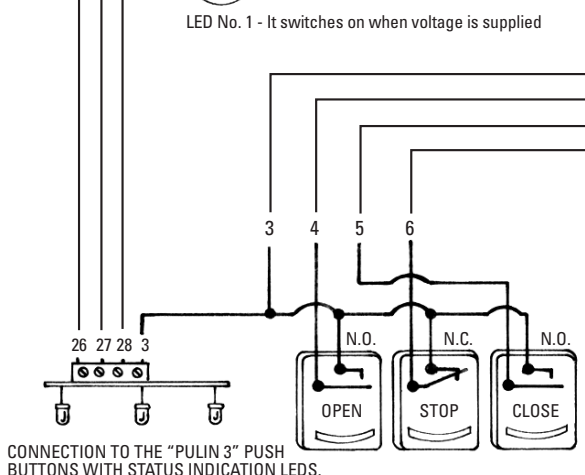 LED No. 1 - It switches on when voltage is supplied
3 4 5 6
26 27 28 3
N.O. N.C. N.O.
OPEN STOP CLOSE
CONNECTION TO THE “PULIN 3” PUSH
BUTTONS WITH STATUS INDICATION LEDS.